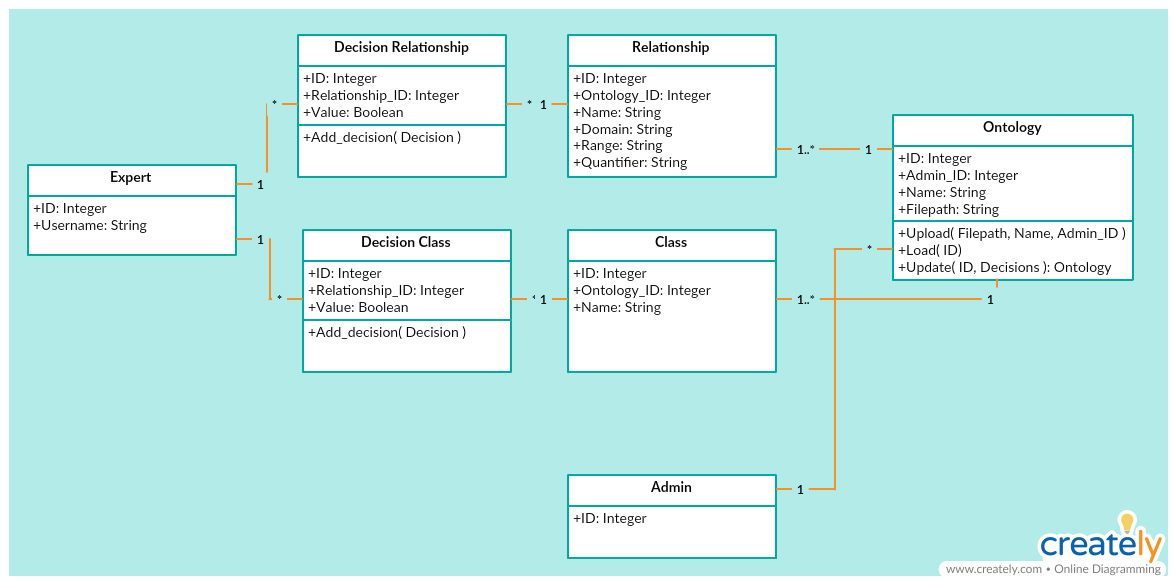 Decision Relationship
+ID: Integer
+Relationship_ID: Integer
+Value: Boolean
+Add_decision( Decision )
Relationship
+ID: Integer
+Ontology_ID: Integer
+Name: String
+Domain: String
+Range: String
+Quantifier: String
Ontology
+ID: Integer
+Admin_ID: Integer
+Name: String
+Filepath: String
+Upload( Filepath, Name, Admin_ID )
+Load( ID)
+Update( ID, Decisions ): Ontology
Expert
+ID: Integer
+Username: String
Decision Class
+ID: Integer
+Relationship_ID: Integer
+Value: Boolean
+Add_decision( Decision )
Class
+ID: Integer
+Ontology_ID: Integer
+Name: String
Admin
+ID: Integer
* 
* 1
1..* 1
1
1
*
* 1
1..* 1
*
1
creately
www.creately.com • Online Diagramming